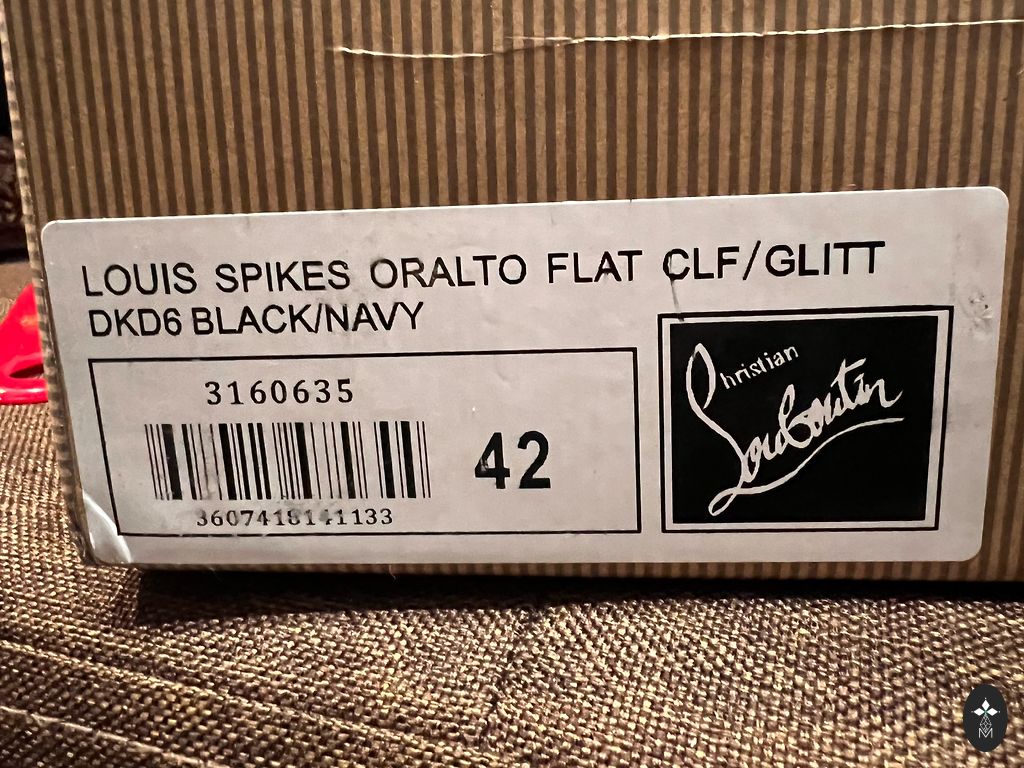 LOUIS SPIKES ORALTO FLAT CLF/GLITT
DKD6 BLACK/NAVY
3160635
42
3607418141133
Christian
Louboutin
M